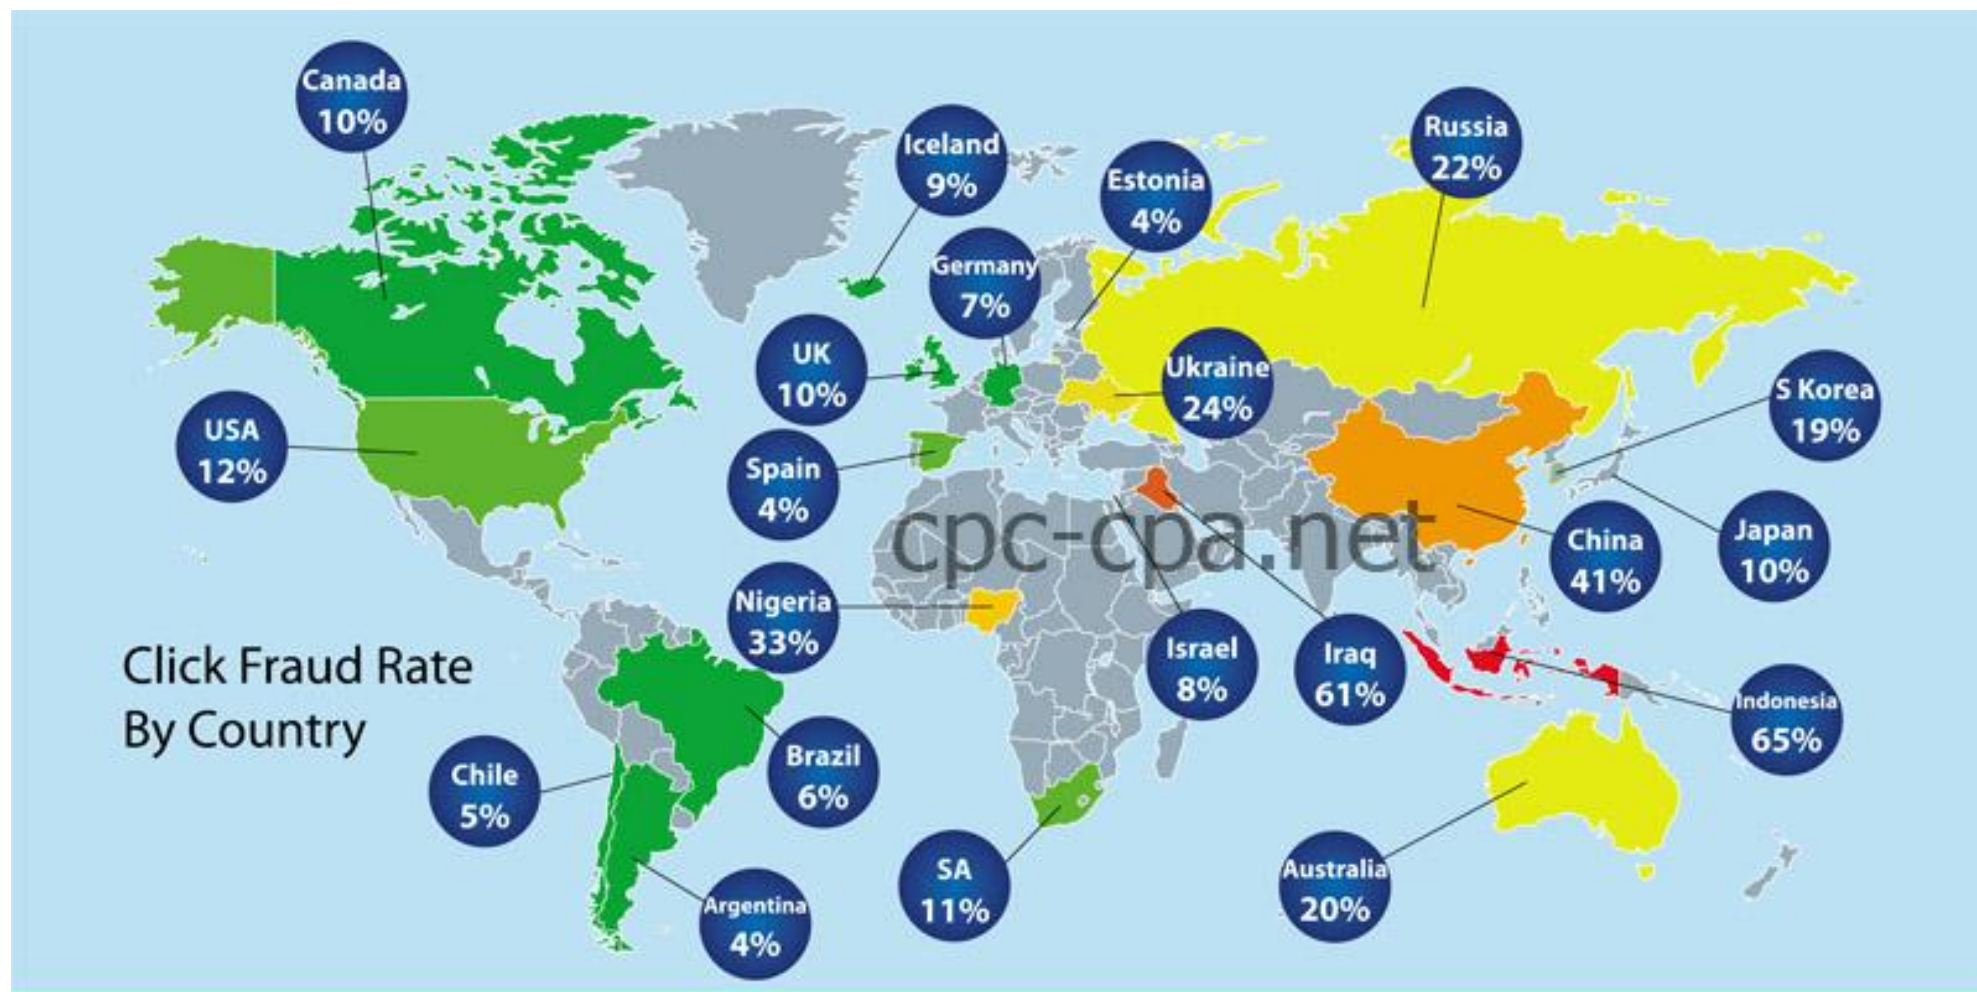 Canada
10%
Iceland
9%
Russia
22%
Estonia
4%
Germany
7%
UK
10%
Ukraine
24%
S Korea
19%
USA
12%
Spain
4%
cpc-cpa.net
China
41%
Japan
10%
Nigeria
33%
Israel
8%
Iraq
61%
Indonesia
65%
Click Fraud Rate
By Country
Chile
5%
Brazil
6%
SA
11%
Australia
20%
Argentina
4%